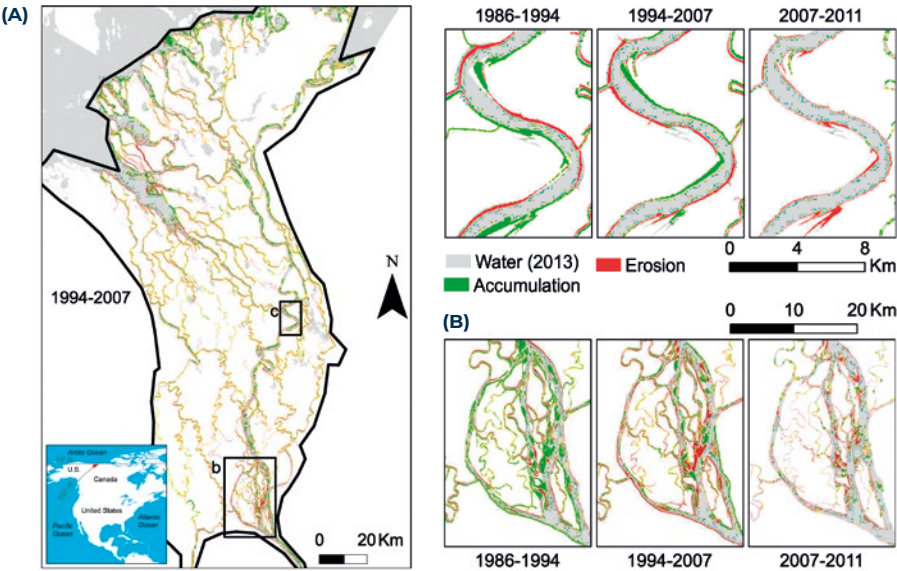 (A)
1994-2007
N
c
b
0 20 Km
Arctic Ocean
U.S.
Canada
United States
Pacific
Ocean
Atlantic
Ocean
1986-1994 1994-2007 2007-2011
Water (2013) Erosion
Accumulation
0 4 8
Km
(B)
0 10 20 Km
1986-1994 1994-2007 2007-2011